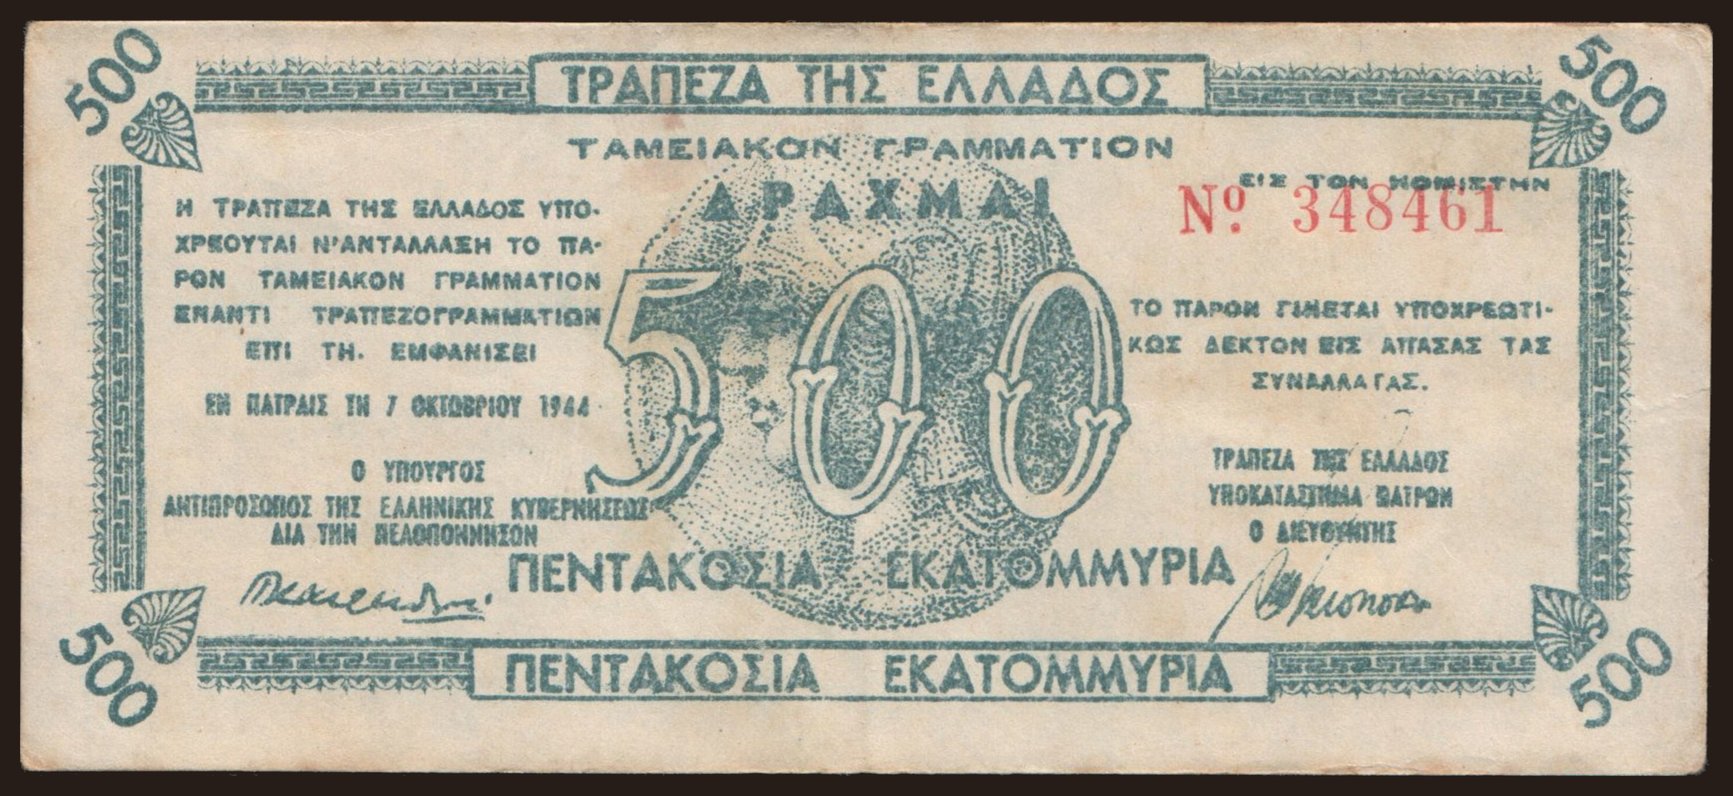 500
ΤΡΑΠΕΖΑ ΤΗΣ ΕΛΛΑΔΟΣ
500
ΤΑΜΕΙΑΚΟΝ ΓΡΑΜΜΑΤΙΟΝ
ΕΙΣ ΤΟΝ ΚΟΜΙΣΤΗΝ
ΔΡΑΧΜΑΙ
Nº. 348461
Η ΤΡΑΠΕΖΑ ΤΗΣ ΕΛΛΑΔΟΣ ΥΠΟ-
ΧΡΕΟΥΤΑΙ Ν'ΑΝΤΑΛΛΑΞΗ ΤΟ ΠΑ-
ΡΟΝ ΤΑΜΕΙΑΚΟΝ ΓΡΑΜΜΑΤΙΟΝ
ΕΝΑΝΤΙ ΤΡΑΠΕΖΟΓΡΑΜΜΑΤΙΩΝ
ΕΠΙ ΤΗ. ΕΜΦΑΝΙΣΕΙ
ΕΝ ΠΑΤΡΑΙΣ ΤΗ 7 ΟΚΤΩΒΡΙΟΥ 1944
500
ΤΟ ΠΑΡΟΝ ΓΙΝΕΤΑΙ ΥΠΟΧΡΕΩΤΙ-
ΚΩΣ ΔΕΚΤΟΝ ΕΙΣ ΑΠΑΣΑΣ ΤΑΣ
ΣΥΝΑΛΛΑΓΑΣ.
Ο ΥΠΟΥΡΓΟΣ
ΑΝΤΙΠΡΟΣΩΠΟΣ ΤΗΣ ΕΛΛΗΝΙΚΗΣ ΚΥΒΕΡΝΗΣΕΩΣ
ΔΙΑ ΤΗΝ ΠΕΛΟΠΟΝΝΗΣΟΝ
ΤΡΑΠΕΖΑ ΤΗΣ ΕΛΛΑΔΟΣ
ΥΠΟΚΑΤΑΣΤΗΜΑ ΠΑΤΡΩΝ
Ο ΔΙΕΥΘΥΝΤΗΣ
ΠΕΝΤΑΚΟΣΙΑ ΕΚΑΤΟΜΜΥΡΙΑ
500
ΠΕΝΤΑΚΟΣΙΑ ΕΚΑΤΟΜΜΥΡΙΑ
500